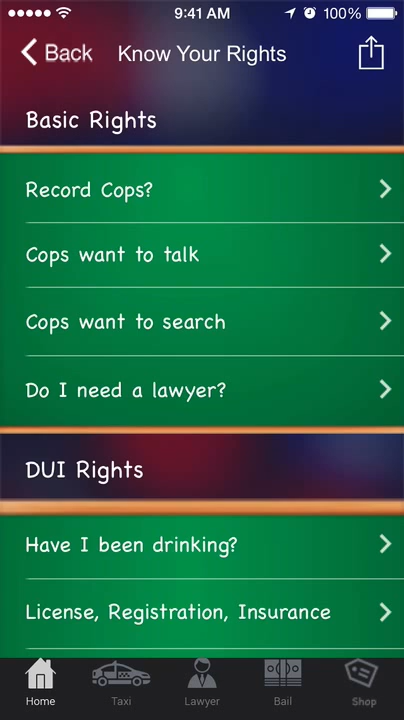 9:41 AM 100%
Back Know Your Rights
Basic Rights
Record Cops?
Cops want to talk
Cops want to search
Do I need a lawyer?
DUI Rights
Have I been drinking?
License, Registration, Insurance
Home Taxi Lawyer Bail Shop